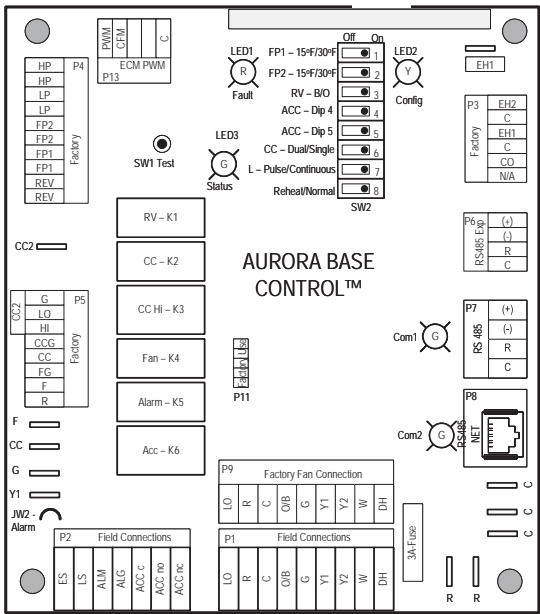 PWM
CFM
C
ECM PWM
P13
LED1
R
Fault
Off
On
FP1 – 15ºF/30ºF
1
FP2 – 15ºF/30ºF
2
RV – B/O
3
ACC – Dip 4
4
ACC – Dip 5
5
CC – Dual/Single
6
L – Pulse/Continuous
7
Reheat/Normal
8
SW2
LED2
Y
Config
EH1
HP
P4
HP
LP
LP
FP2
FP2
FP1
FP1
REV
REV
Factory
SW1 Test
LED3
G
Status
P3
Factory
EH2
C
EH1
C
CO
N/A
P6
RS485 Exp
(+)
(-)
R
C
RV – K1
CC – K2
CC Hi – K3
Fan – K4
Alarm – K5
Acc – K6
AURORA BASE
CONTROL™
CC2
CC2
G
P5
LO
HI
CCG
CC
FG
F
R
Factory
Factory Use
P11
Com1
G
P7
RS 485
(+)
(-)
R
C
Com2
G
P8
RS485
NET
F
CC
G
Y1
JW2 -
Alarm
P9
Factory Fan Connection
LO
R
C
O/B
G
Y1
Y2
W
DH
P2
Field Connections
ES
LS
ALM
ALG
ACC c
ACC no
ACC nc
P1
Field Connections
LO
R
C
O/B
G
Y1
Y2
W
DH
3A-Fuse
C
C
C
R
R